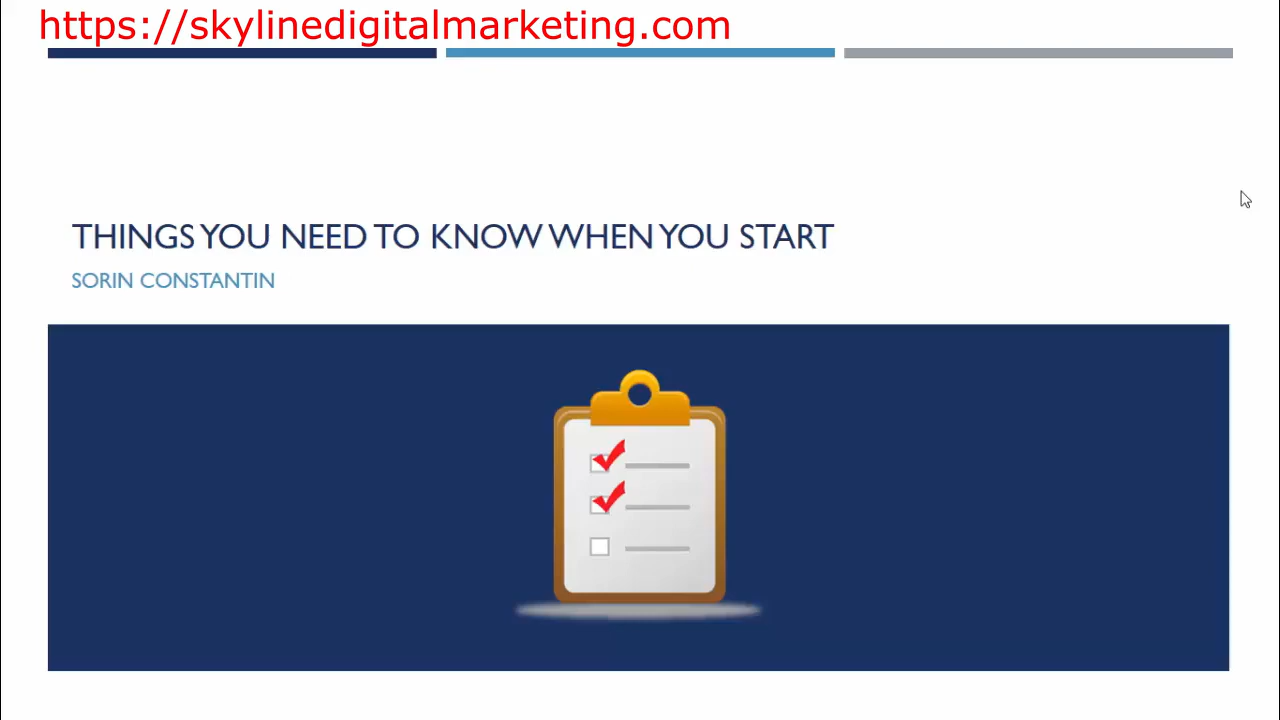 https://skylinedigitalmarketing.com
THINGS YOU NEED TO KNOW WHEN YOU START
SORIN CONSTANTIN